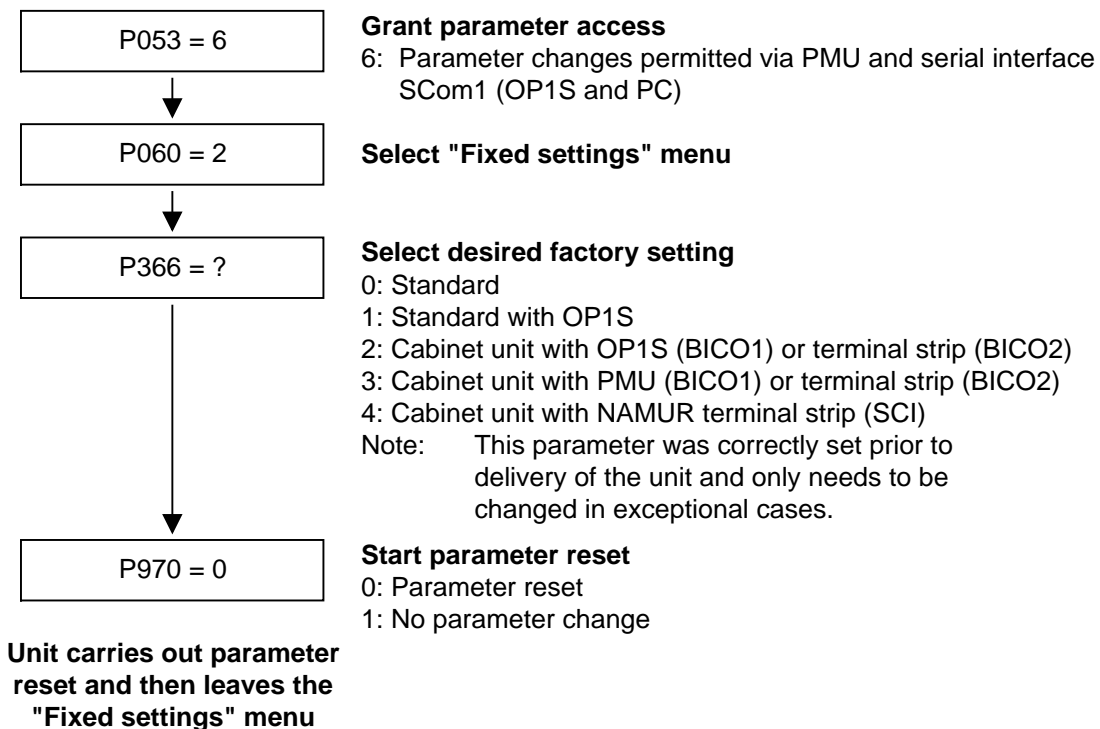 P053 = 6
Grant parameter access
6: Parameter changes permitted via PMU and serial interface
SCom1 (OP1S and PC)
P060 = 2
Select "Fixed settings" menu
P366 = ?
Select desired factory setting
0: Standard
1: Standard with OP1S
2: Cabinet unit with OP1S (BICO1) or terminal strip (BICO2)
3: Cabinet unit with PMU (BICO1) or terminal strip (BICO2)
4: Cabinet unit with NAMUR terminal strip (SCI)
Note: This parameter was correctly set prior to
delivery of the unit and only needs to be
changed in exceptional cases.
P970 = 0
Start parameter reset
0: Parameter reset
1: No parameter change
Unit carries out parameter
reset and then leaves the
"Fixed settings" menu